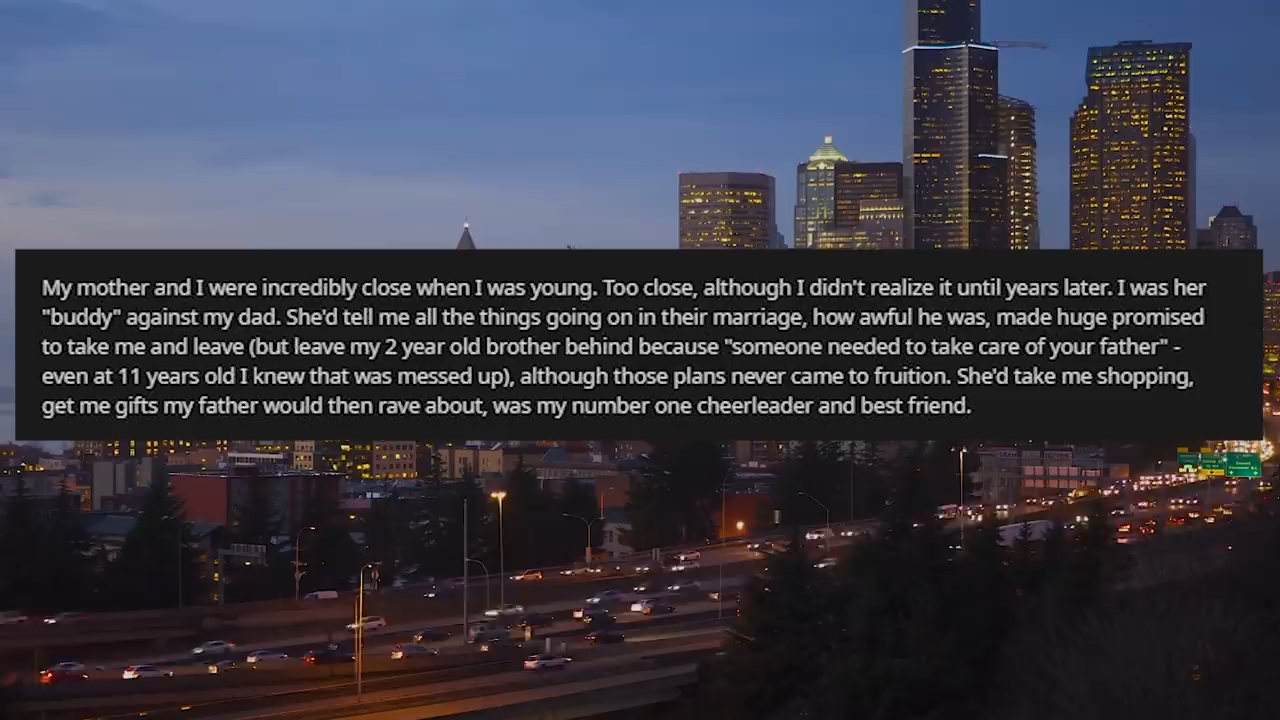 My mother and I were incredibly close when I was young. Too close, although I didn't realize it until years later. I was her
"buddy" against my dad. She'd tell me all the things going on in their marriage, how awful he was, made huge promised
to take me and leave (but leave my 2 year old brother behind because "someone needed to take care of your father" -
even at 11 years old I knew that was messed up), although those plans never came to fruition. She'd take me shopping,
get me gifts my father would then rave about, was my number one cheerleader and best friend.